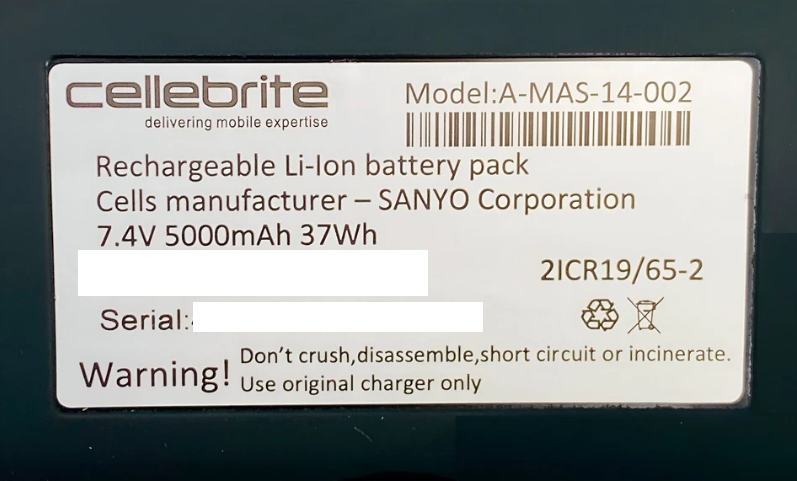 cellebrite
delivering mobile expertise
Model:A-MAS-14-002
Rechargeable Li-Ion battery pack
Cells manufacturer – SANYO Corporation
7.4V 5000mAh 37Wh
2ICR19/65-2
Serial:
Warning!
Don't crush,disassemble,short circuit or incinerate.
Use original charger only